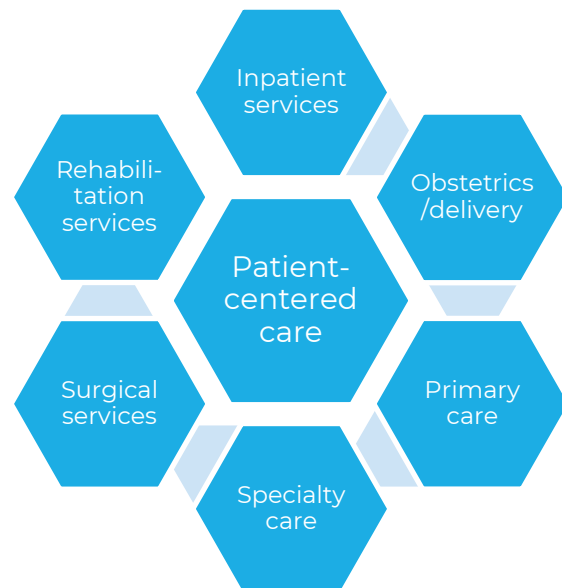 Inpatient
services
Obstetrics
/delivery
Primary
care
Specialty
care
Surgical
services
Rehabili-
tation
services
Patient-
centered
care